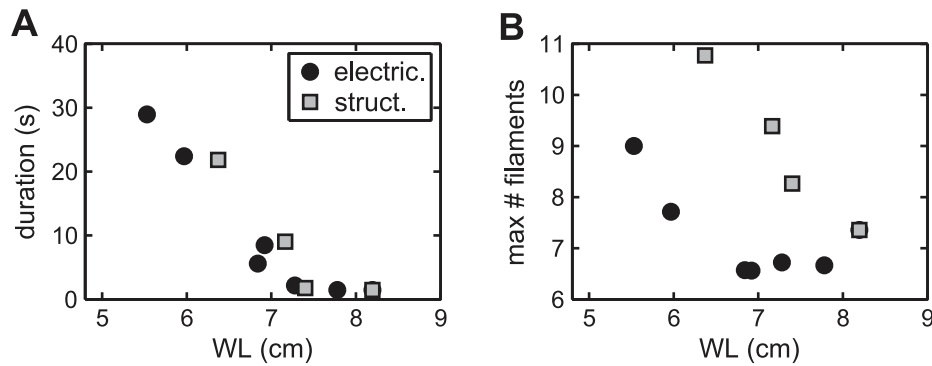 A
40
30
20
10
0
duration (s)
electric.
struct.
5 6 7 8 9
WL (cm)
B
11
10
9
8
7
6
max # filaments
5 6 7 8 9
WL (cm)